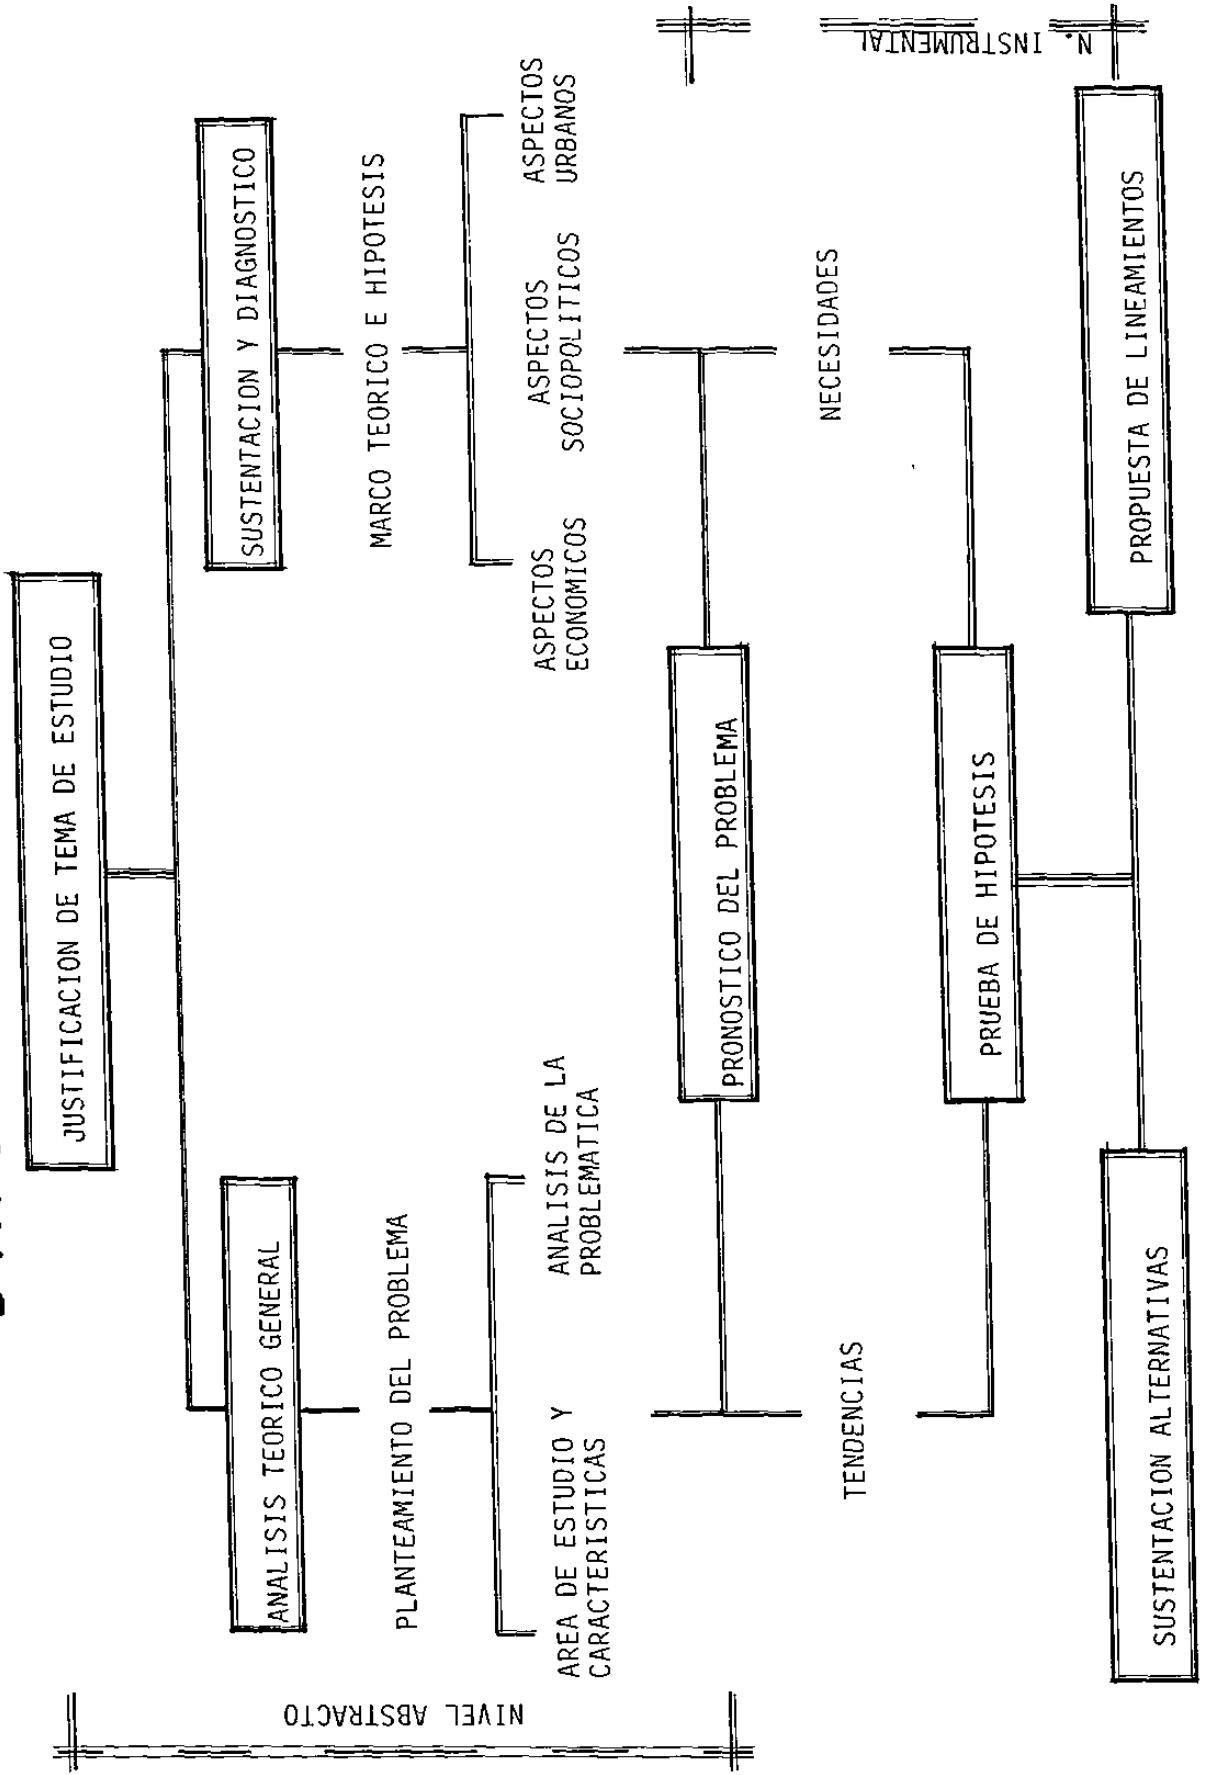 JUSTIFICACION DE TEMA DE ESTUDIO
ANALISIS TEORICO GENERAL
SUSTENTACION Y DIAGNOSTICO
PLANTEAMIENTO DEL PROBLEMA
MARCO TEORICO E HIPOTESIS
AREA DE ESTUDIO Y
CARACTERISTICAS
ANALISIS DE LA
PROBLEMATICA
ASPECTOS
ECONOMICOS
ASPECTOS
SOCIOPOLITICOS
ASPECTOS
URBANOS
NIVEL ABSTRACTO
PRONOSTICO DEL PROBLEMA
TENDENCIAS
NECESIDADES
PRUEBA DE HIPOTESIS
N.
INSTRUMENTAL
SUSTENTACION ALTERNATIVAS
PROPUESTA DE LINEAMIENTOS